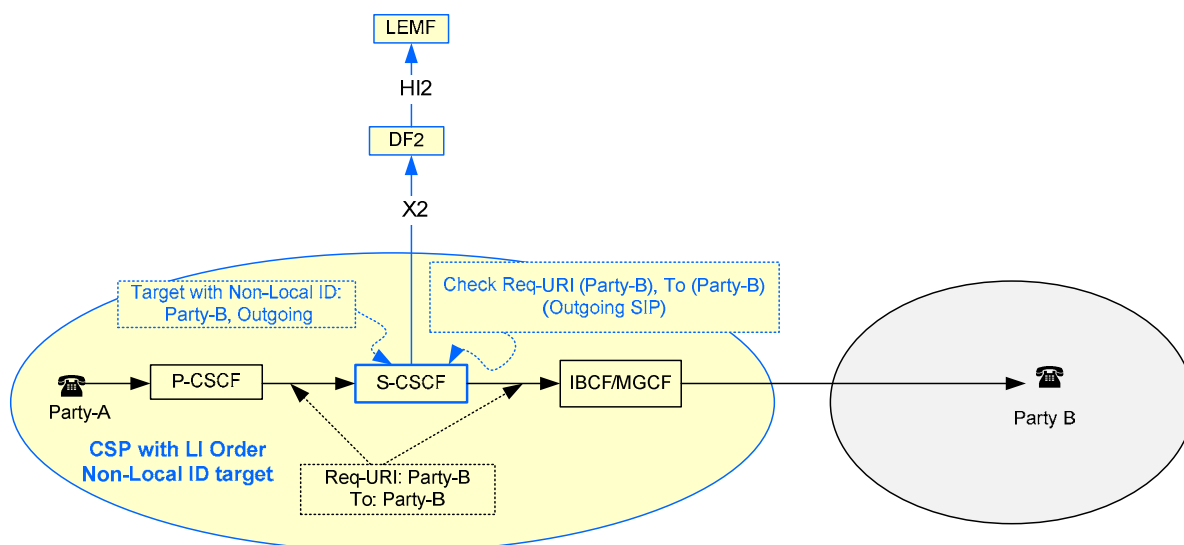 LEMF
HI2
DF2
X2
Target with Non-Local ID:
Party-B, Outgoing
Check Req-URI (Party-B), To (Party-B)
(Outgoing SIP)
P-CSCF
S-CSCF
IBCF/MGCF
Party-A
Party B
CSP with LI Order
Non-Local ID target
Req-URI: Party-B
To: Party-B